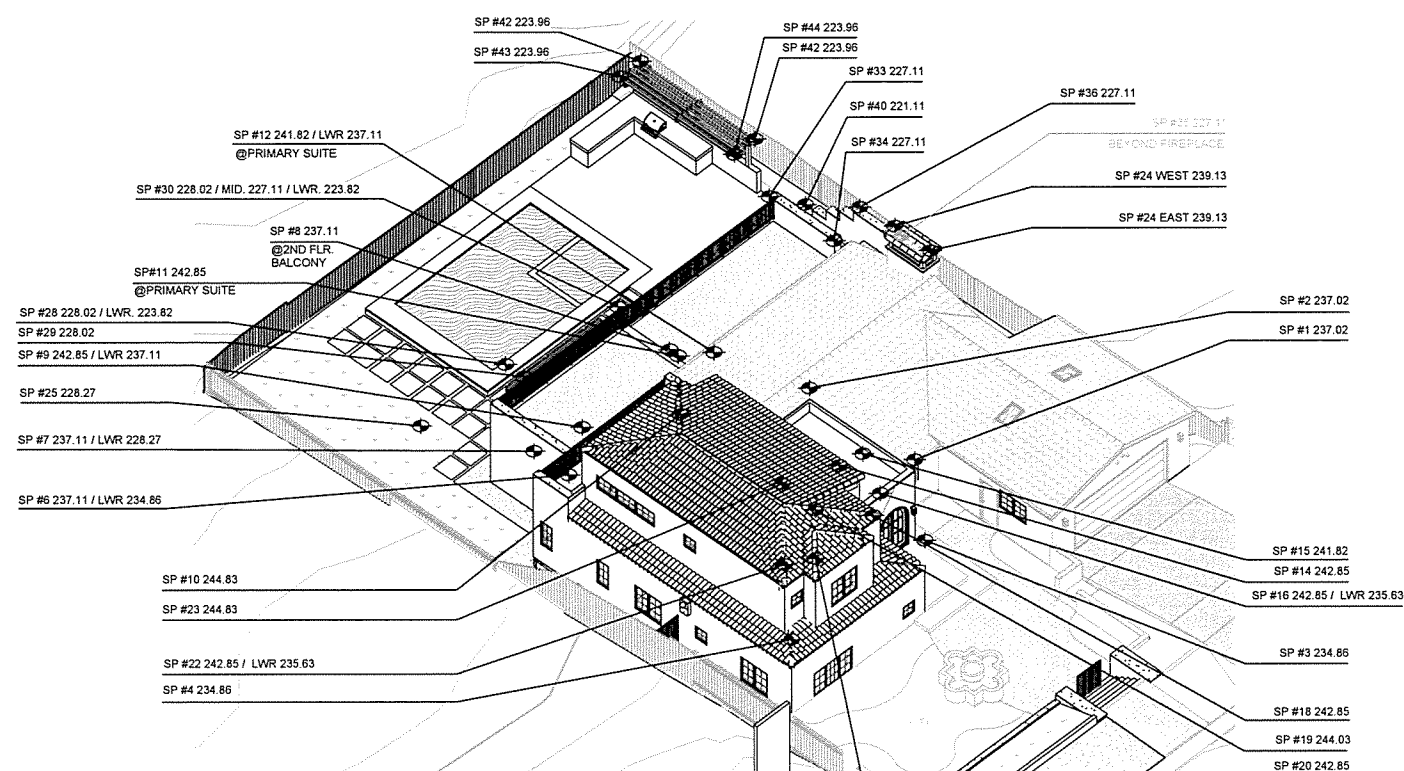 SP #42 223.96
SP #43 223.96
SP #44 223.96
SP #42 223.96
SP #33 227.11
SP #40 221.11
SP #34 227.11
SP #36 227.11
BEYOND FIREPLACE
SP #24 WEST 239.13
SP #24 EAST 239.13
SP #12 241.82 / LWR 237.11
@PRIMARY SUITE
SP #30 228.02 / MID. 227.11 / LWR. 223.82
SP #8 237.11
@2ND FLR.
BALCONY
SP#11 242.85
@PRIMARY SUITE
SP #28 228.02 / LWR. 223.82
SP #29 228.02
SP #9 242.85 / LWR 237.11
SP #25 228.27
SP #7 237.11 / LWR 228.27
SP #6 237.11 / LWR 234.86
SP #10 244.83
SP #23 244.83
SP #22 242.85 / LWR 235.63
SP #4 234.86
SP #2 237.02
SP #1 237.02
SP #15 241.82
SP #14 242.85
SP #16 242.85 / LWR 235.63
SP #3 234.86
SP #18 242.85
SP #19 244.03
SP #20 242.85